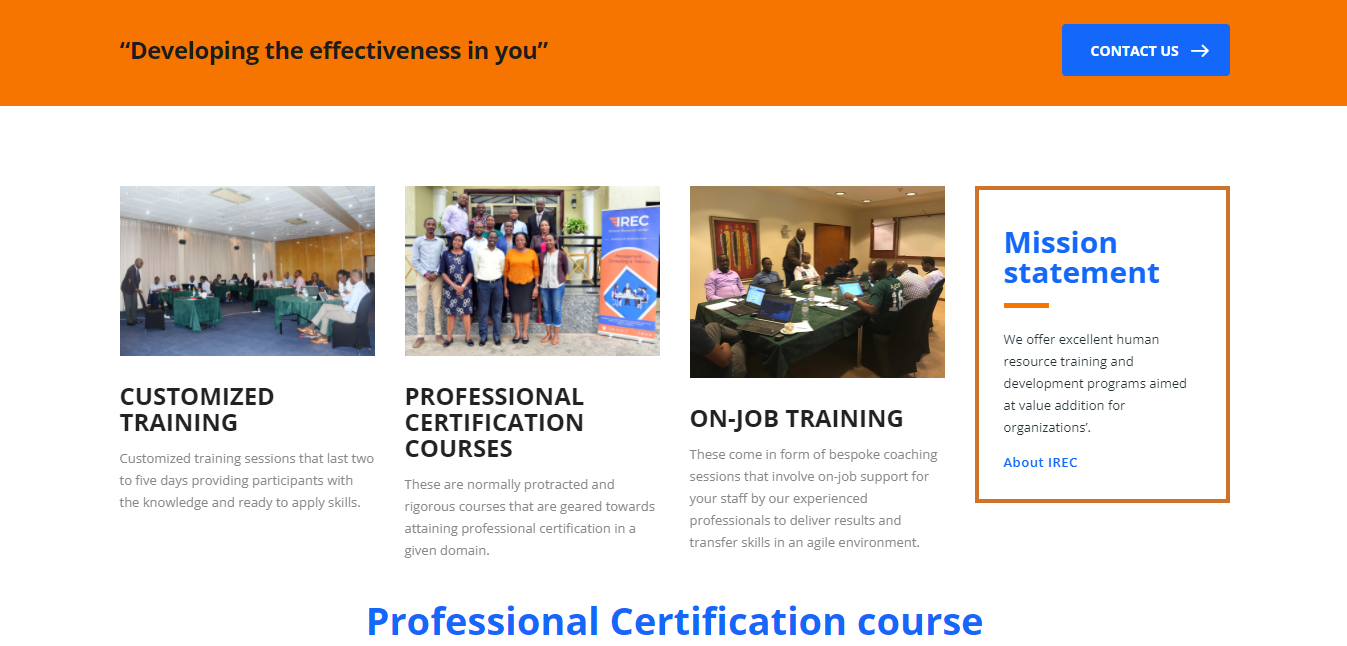 “Developing the effectiveness in you”
CONTACT US
IREC
CUSTOMIZED
TRAINING
Customized training sessions that last two
to five days providing participants with
the knowledge and ready to apply skills.
PROFESSIONAL
CERTIFICATION
COURSES
These are normally protracted and
rigorous courses that are geared towards
attaining professional certification in a
given domain.
ON-JOB TRAINING
These come in form of bespoke coaching
sessions that involve on-job support for
your staff by our experienced
professionals to deliver results and
transfer skills in an agile environment.
Mission
statement
We offer excellent human
resource training and
development programs aimed
at value addition for
organizations’.
About IREC
Professional Certification course